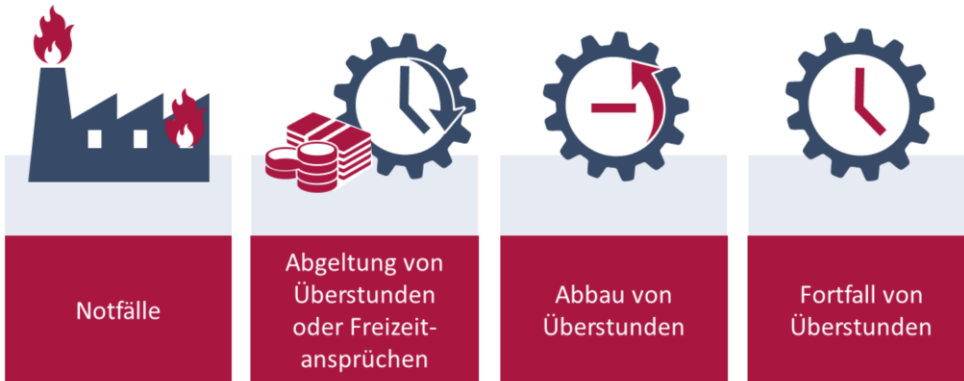 Notfälle
Abgeltung von
Überstunden
oder Freizeit-
ansprüchen
Abbau von
Überstunden
Fortfall von
Überstunden